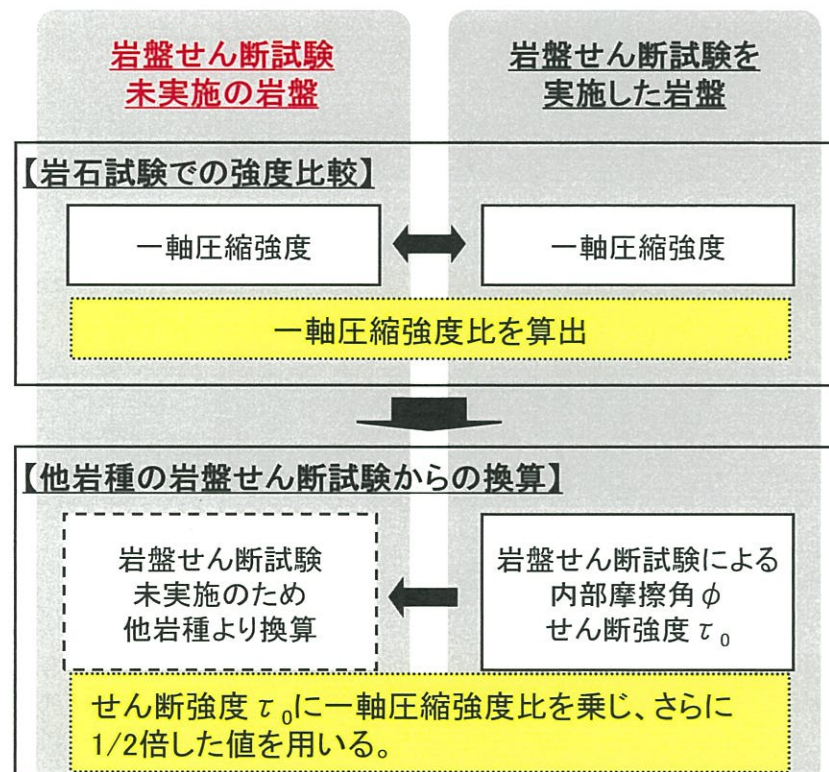 岩盤せん断試験
未実施の岩盤
岩盤せん断試験を
実施した岩盤
【岩石試験での強度比較】
一軸圧縮強度
一軸圧縮強度
一軸圧縮強度比を算出
【他岩種の岩盤せん断試験からの換算】
岩盤せん断試験
未実施のため
他岩種より換算
岩盤せん断試験による
内部摩擦角φ
せん断強度τ0
せん断強度τ0に一軸圧縮強度比を乗じ、さらに
1/2倍した値を用いる。